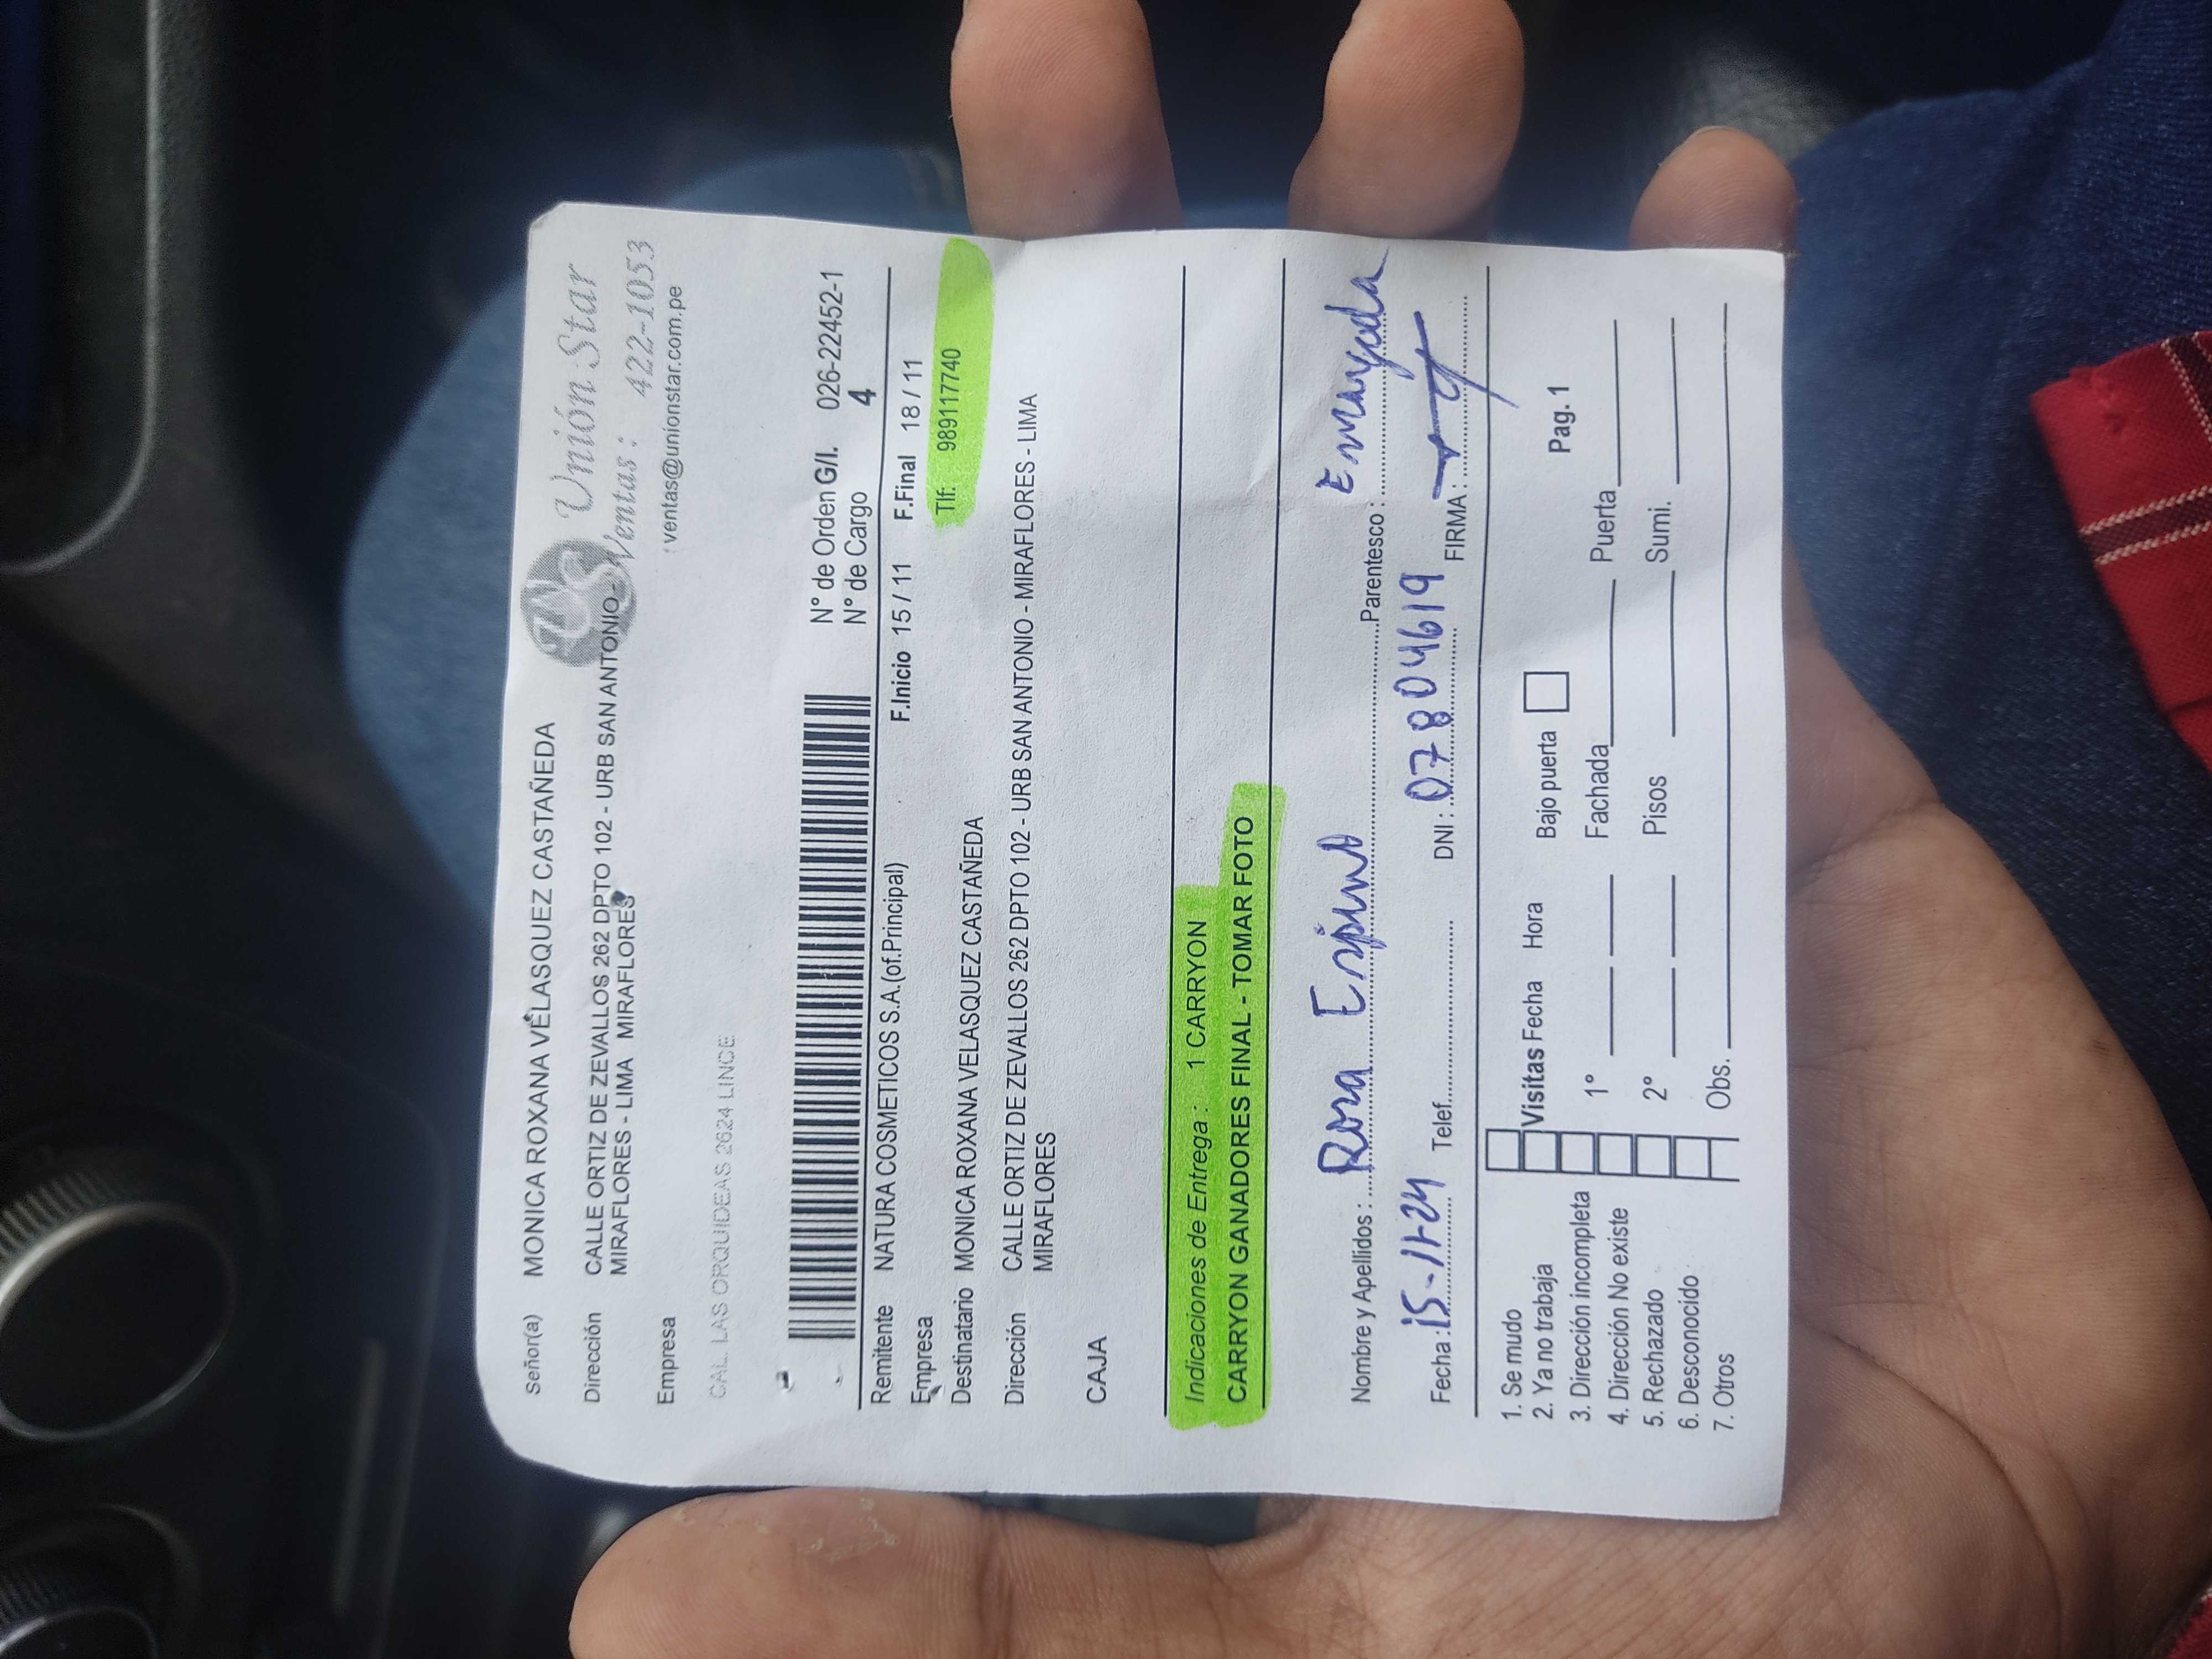 Señor(a) MONICA ROXANA VELASQUEZ CASTAÑEDA
US Unión Star
Ventas: 422-1053
ventas@unionstar.com.pe
Dirección CALLE ORTIZ DE ZEVALLOS 262 DPTO 102 - URB SAN ANTONIO -
MIRAFLORES - LIMA MIRAFLORES
Empresa
CAL. LAS ORQUIDEAS 2624 LINCE
N° de Orden G/I. 026-22452-1
N° de Cargo 4
Remitente NATURA COSMETICOS S.A.(of.Principal)
F.Inicio 15/11 F.Final 18/11
Empresa
Destinatario MONICA ROXANA VELASQUEZ CASTAÑEDA Tlf: 989117740
Dirección CALLE ORTIZ DE ZEVALLOS 262 DPTO 102 - URB SAN ANTONIO - MIRAFLORES - LIMA
MIRAFLORES
CAJA
Indicaciones de Entrega: 1 CARRYON
CARRYON GANADORES FINAL - TOMAR FOTO
Nombre y Apellidos: Rosa Espino Parentesco:
Fecha: 15-11-24 Telef. DNI: 07804619 FIRMA:
1. Se mudo
2. Ya no trabaja Visitas Fecha Hora Bajo puerta Pag. 1
3. Dirección incompleta
4. Dirección No existe 1° Fachada Puerta
5. Rechazado 2° Pisos Sumi.
6. Desconocido
7. Otros Obs.